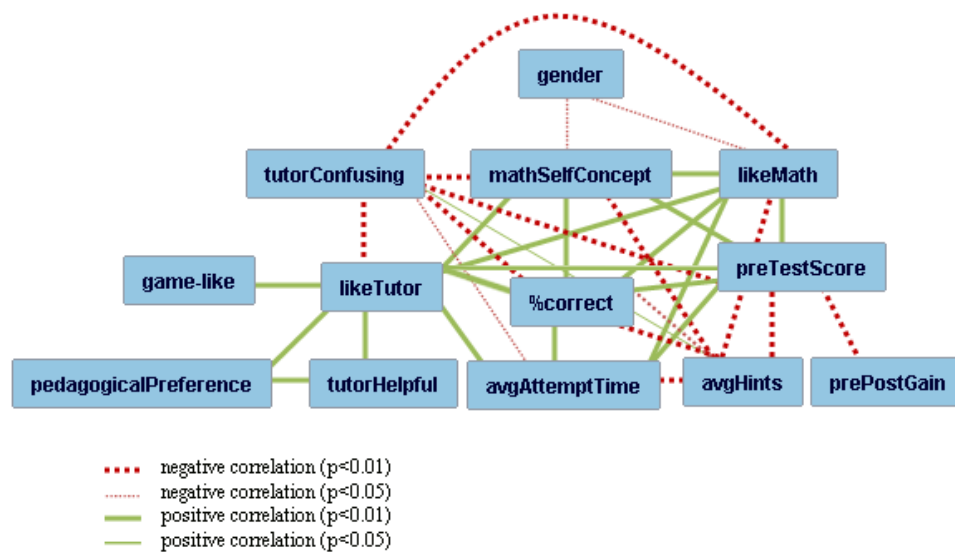 gender
tutorConfusing
mathSelfConcept
likeMath
game-like
likeTutor
preTestScore
%correct
pedagogicalPreference
tutorHelpful
avgAttemptTime
avgHints
prePostGain
negative correlation (p<0.01)
negative correlation (p<0.05)
positive correlation (p<0.01)
positive correlation (p<0.05)